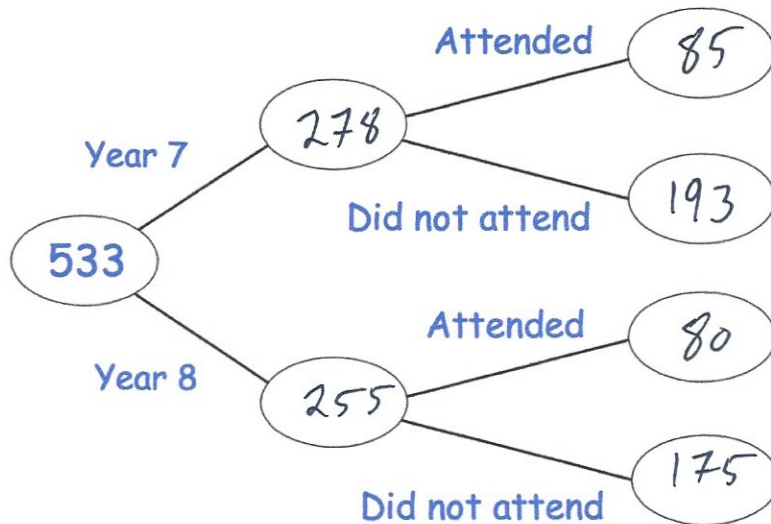 Attended
85
278
Year 7
193
Did not attend
533
Attended
80
Year 8
255
175
Did not attend